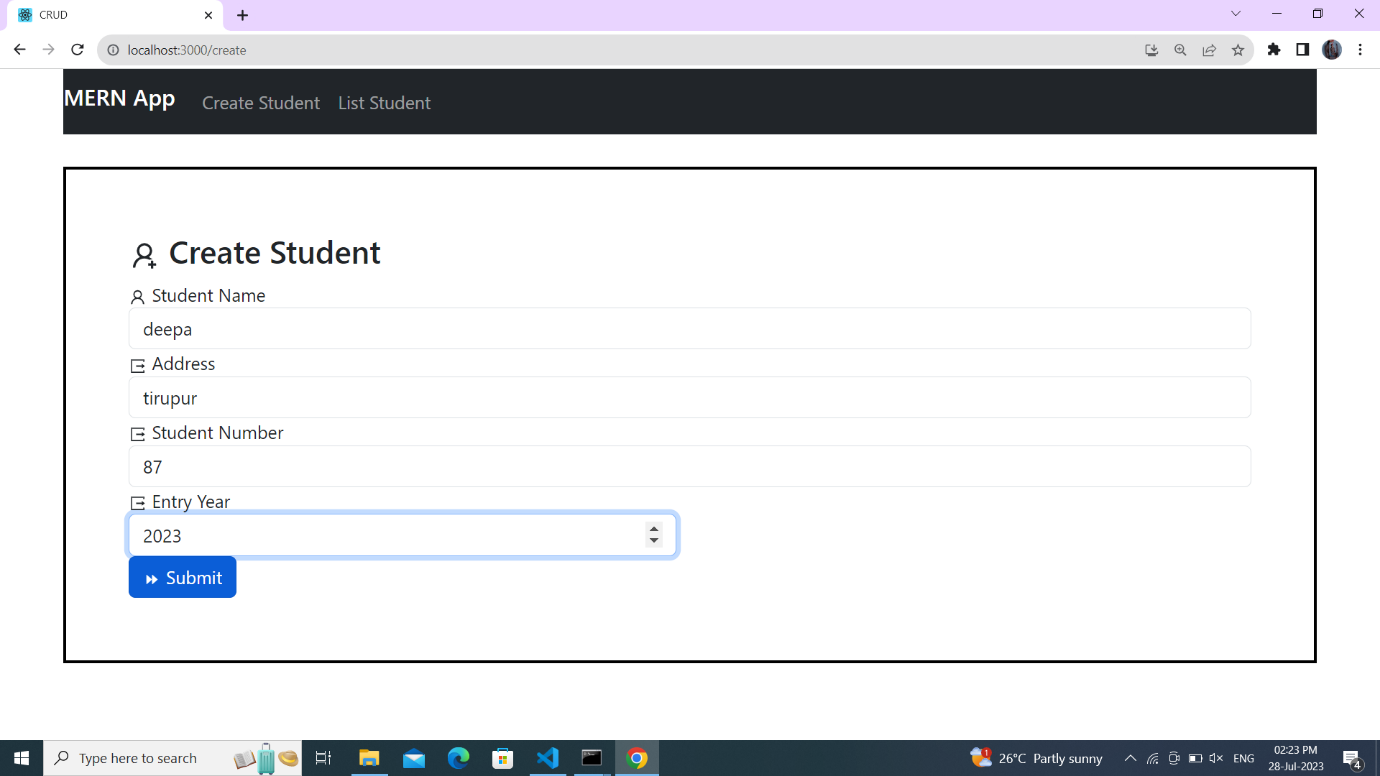 CRUD
localhost:3000/create
MERN App Create Student List Student
Create Student
Student Name
deepa
Address
tirupur
Student Number
87
Entry Year
2023
Submit
Type here to search
1
26°C Partly sunny
ENG
02:23 PM
28-Jul-2023
4